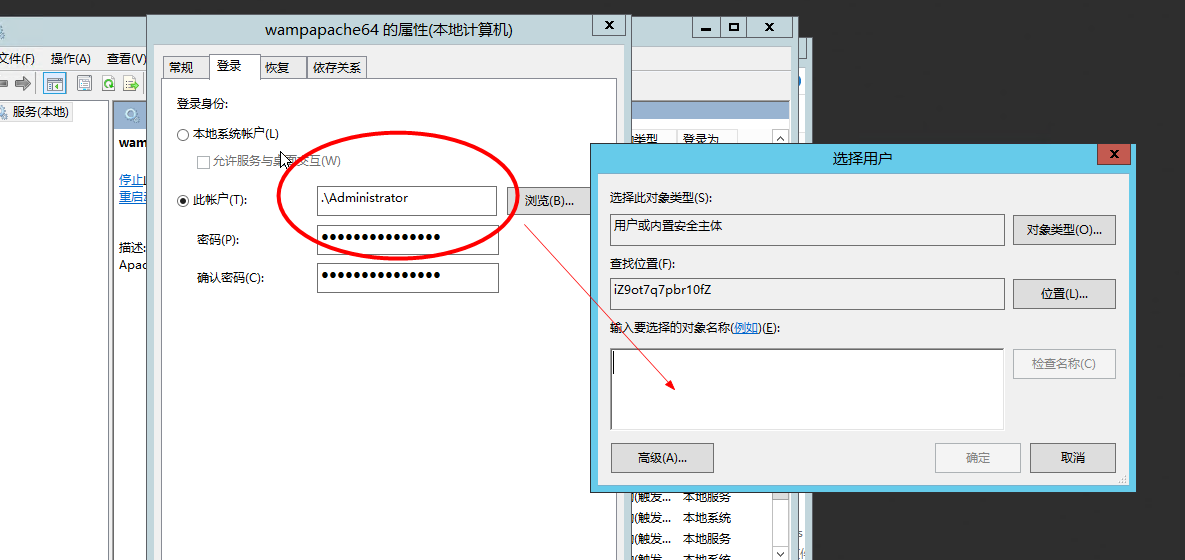 wampapache64 的属性(本地计算机)
文件(F) 操作(A) 查看(V)
常规 登录 恢复 依存关系
服务(本地)
登录身份:
本地系统帐户(L)
允许服务与桌面交互(W)
此帐户(T): .\Administrator 浏览(B)...
密码(P): ●●●●●●●●●●●●●●●
确认密码(C): ●●●●●●●●●●●●●●●
wam
停止
重启
描述:
Apac
类型 登录为
选择用户
选择此对象类型(S):
用户或内置安全主体 对象类型(O)...
查找位置(F):
iZ9ot7q7pbr10fZ 位置(L)...
输入要选择的对象名称(例如)(E):
检查名称(C)
高级(A)... 确定 取消
(触发... 本地服务
(触发... 本地系统
(触发... 本地服务
(触发... 本地系统